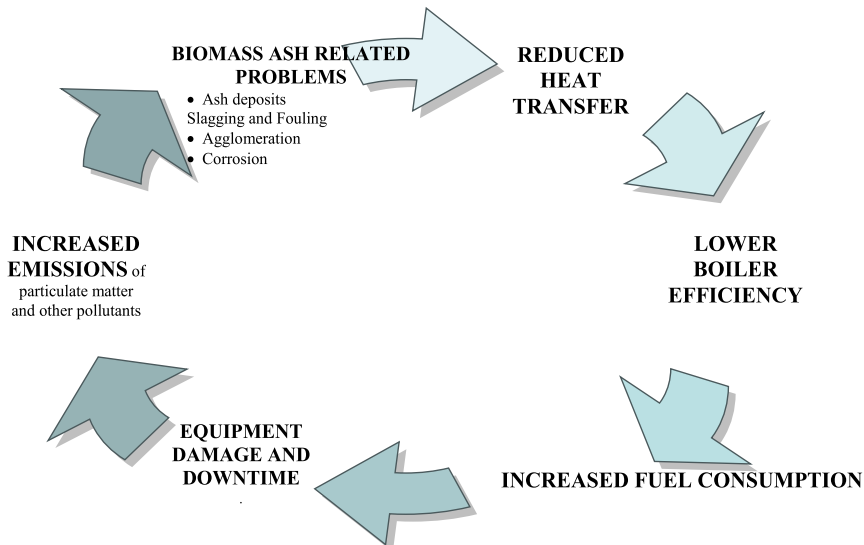 BIOMASS ASH RELATED
PROBLEMS
• Ash deposits
Slagging and Fouling
• Agglomeration
• Corrosion
REDUCED
HEAT
TRANSFER
LOWER
BOILER
EFFICIENCY
INCREASED FUEL CONSUMPTION
EQUIPMENT
DAMAGE AND
DOWNTIME
.
INCREASED
EMISSIONS of
particulate matter
and other pollutants